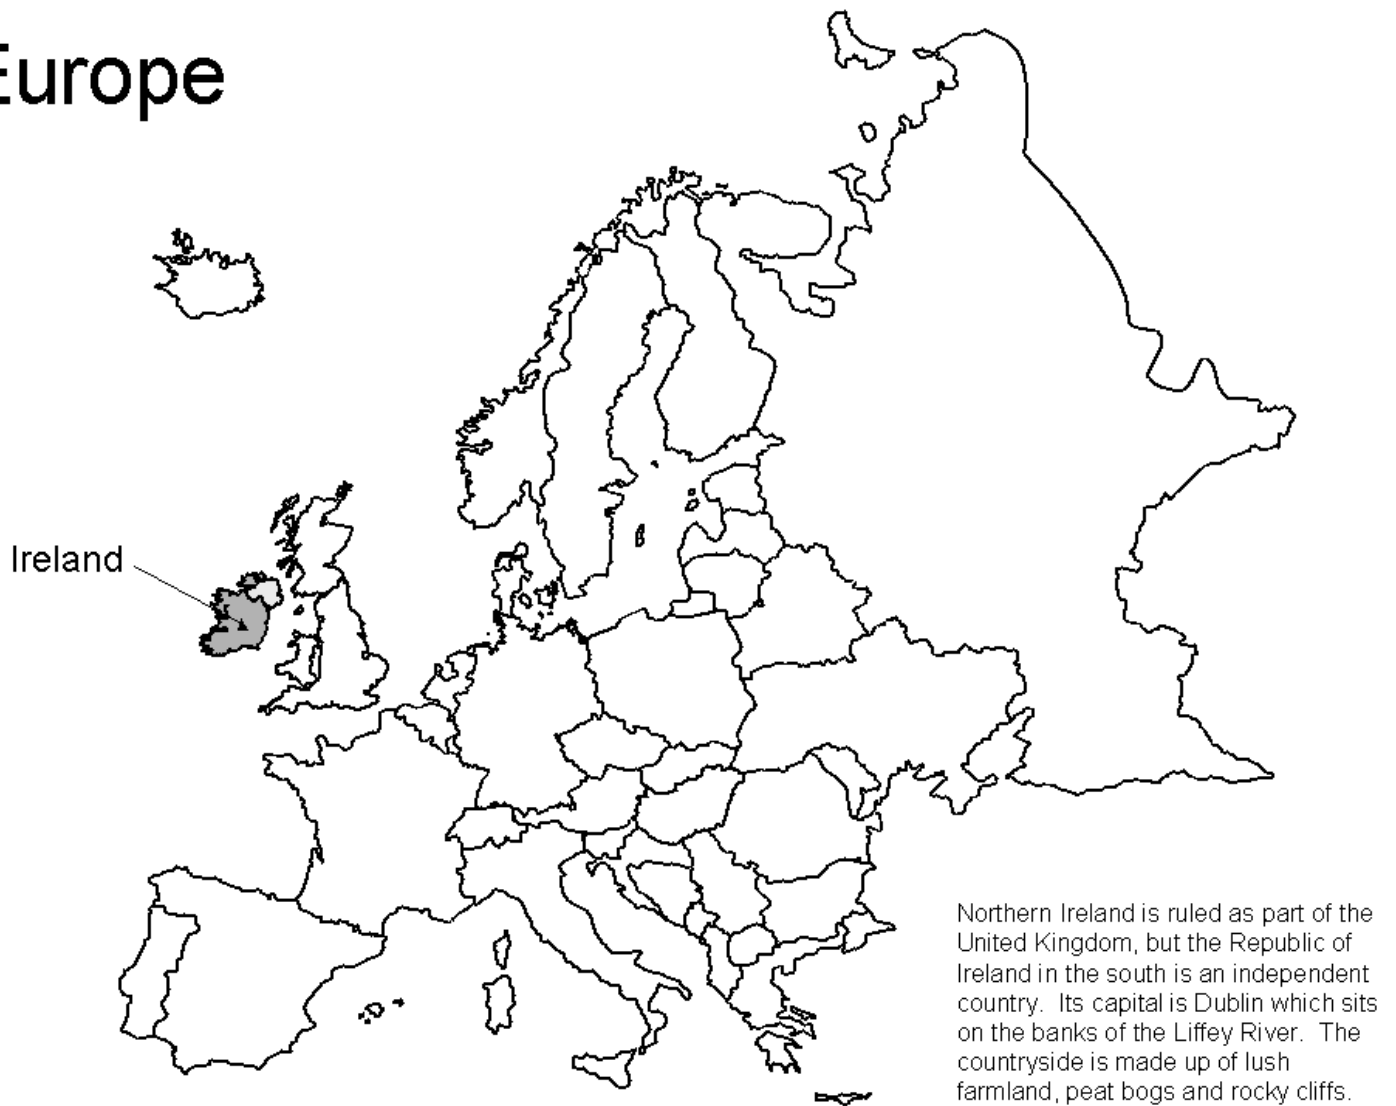 Europe
Ireland
Northern Ireland is ruled as part of the
United Kingdom, but the Republic of
Ireland in the south is an independent
country.  Its capital is Dublin which sits
on the banks of the Liffey River.  The
countryside is made up of lush
farmland, peat bogs and rocky cliffs.